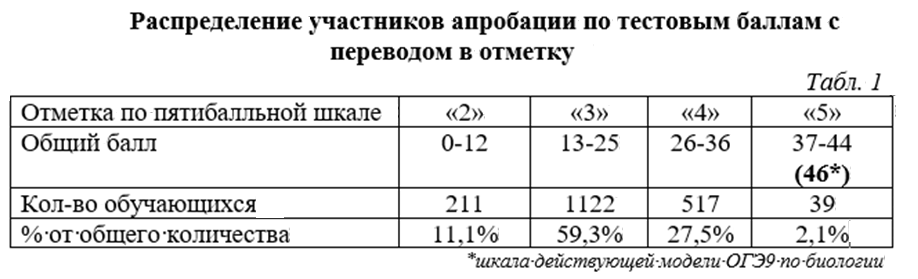 Распределение участников апробации по тестовым баллам с
переводом в отметку
Табл. 1
Отметка по пятибалльной шкале «2» «3» «4» «5»
Общий балл 0-12 13-25 26-36 37-44
(46*)
Кол-во обучающихся 211 1122 517 39
%·от·общего·количества 11,1% 59,3% 27,5% 2,1%
*шкала·действующей·модели·ОГЭ9·по·биологии